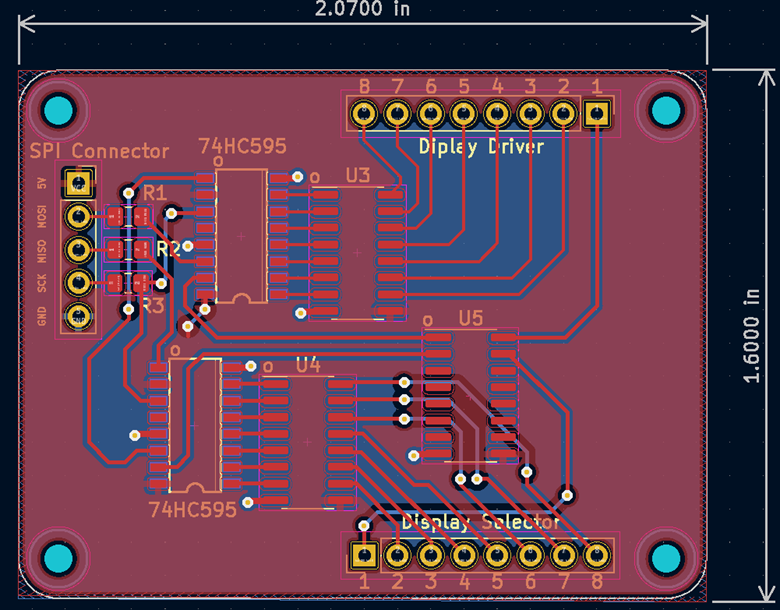 2.0700 in
8 7 6 5 4 3 2 1
Diplay Driver
SPI Connector
74HC595
U3
5V
MOSI
MISO
SCK
GND
R1
R2
R3
1.6000 in
U5
U4
74HC595
Display Selector
1 2 3 4 5 6 7 8